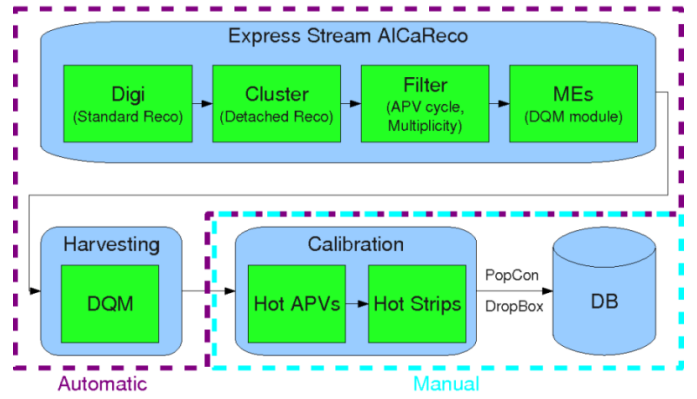 Express Stream AlCaReco
Digi
(Standard Reco)
Cluster
(Detached Reco)
Filter
(APV cycle,
Multiplicity)
MEs
(DQM module)
Harvesting
DQM
Calibration
Hot APVs
Hot Strips
PopCon
DropBox
DB
Automatic
Manual